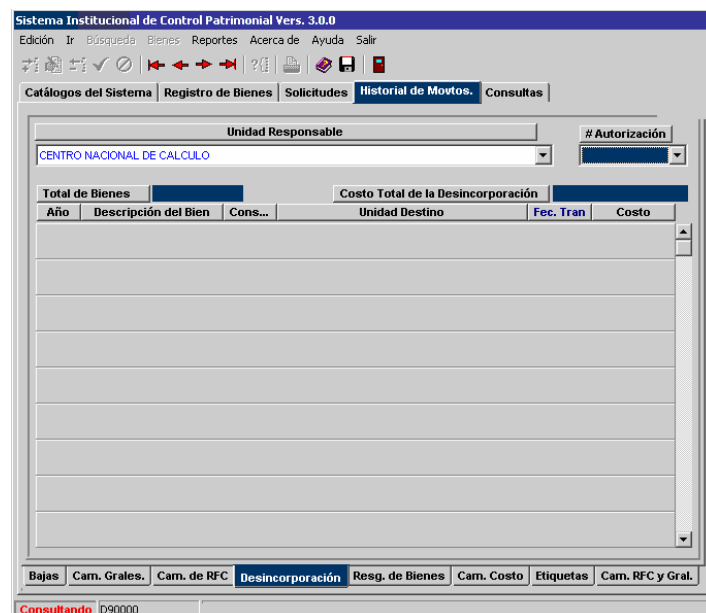 Sistema Institucional de Control Patrimonial Vers. 3.0.0
Edición Ir Búsqueda Bienes Reportes Acerca de Ayuda Salir
Catálogos del Sistema Registro de Bienes Solicitudes Historial de Movtos. Consultas
Unidad Responsable # Autorización
CENTRO NACIONAL DE CALCULO
Total de Bienes Costo Total de la Desincorporación
Año Descripción del Bien Cons... Unidad Destino Fec. Tran Costo
Bajas Cam. Grales. Cam. de RFC Desincorporación Resg. de Bienes Cam. Costo Etiquetas Cam. RFC y Gral.
Consultando D90000